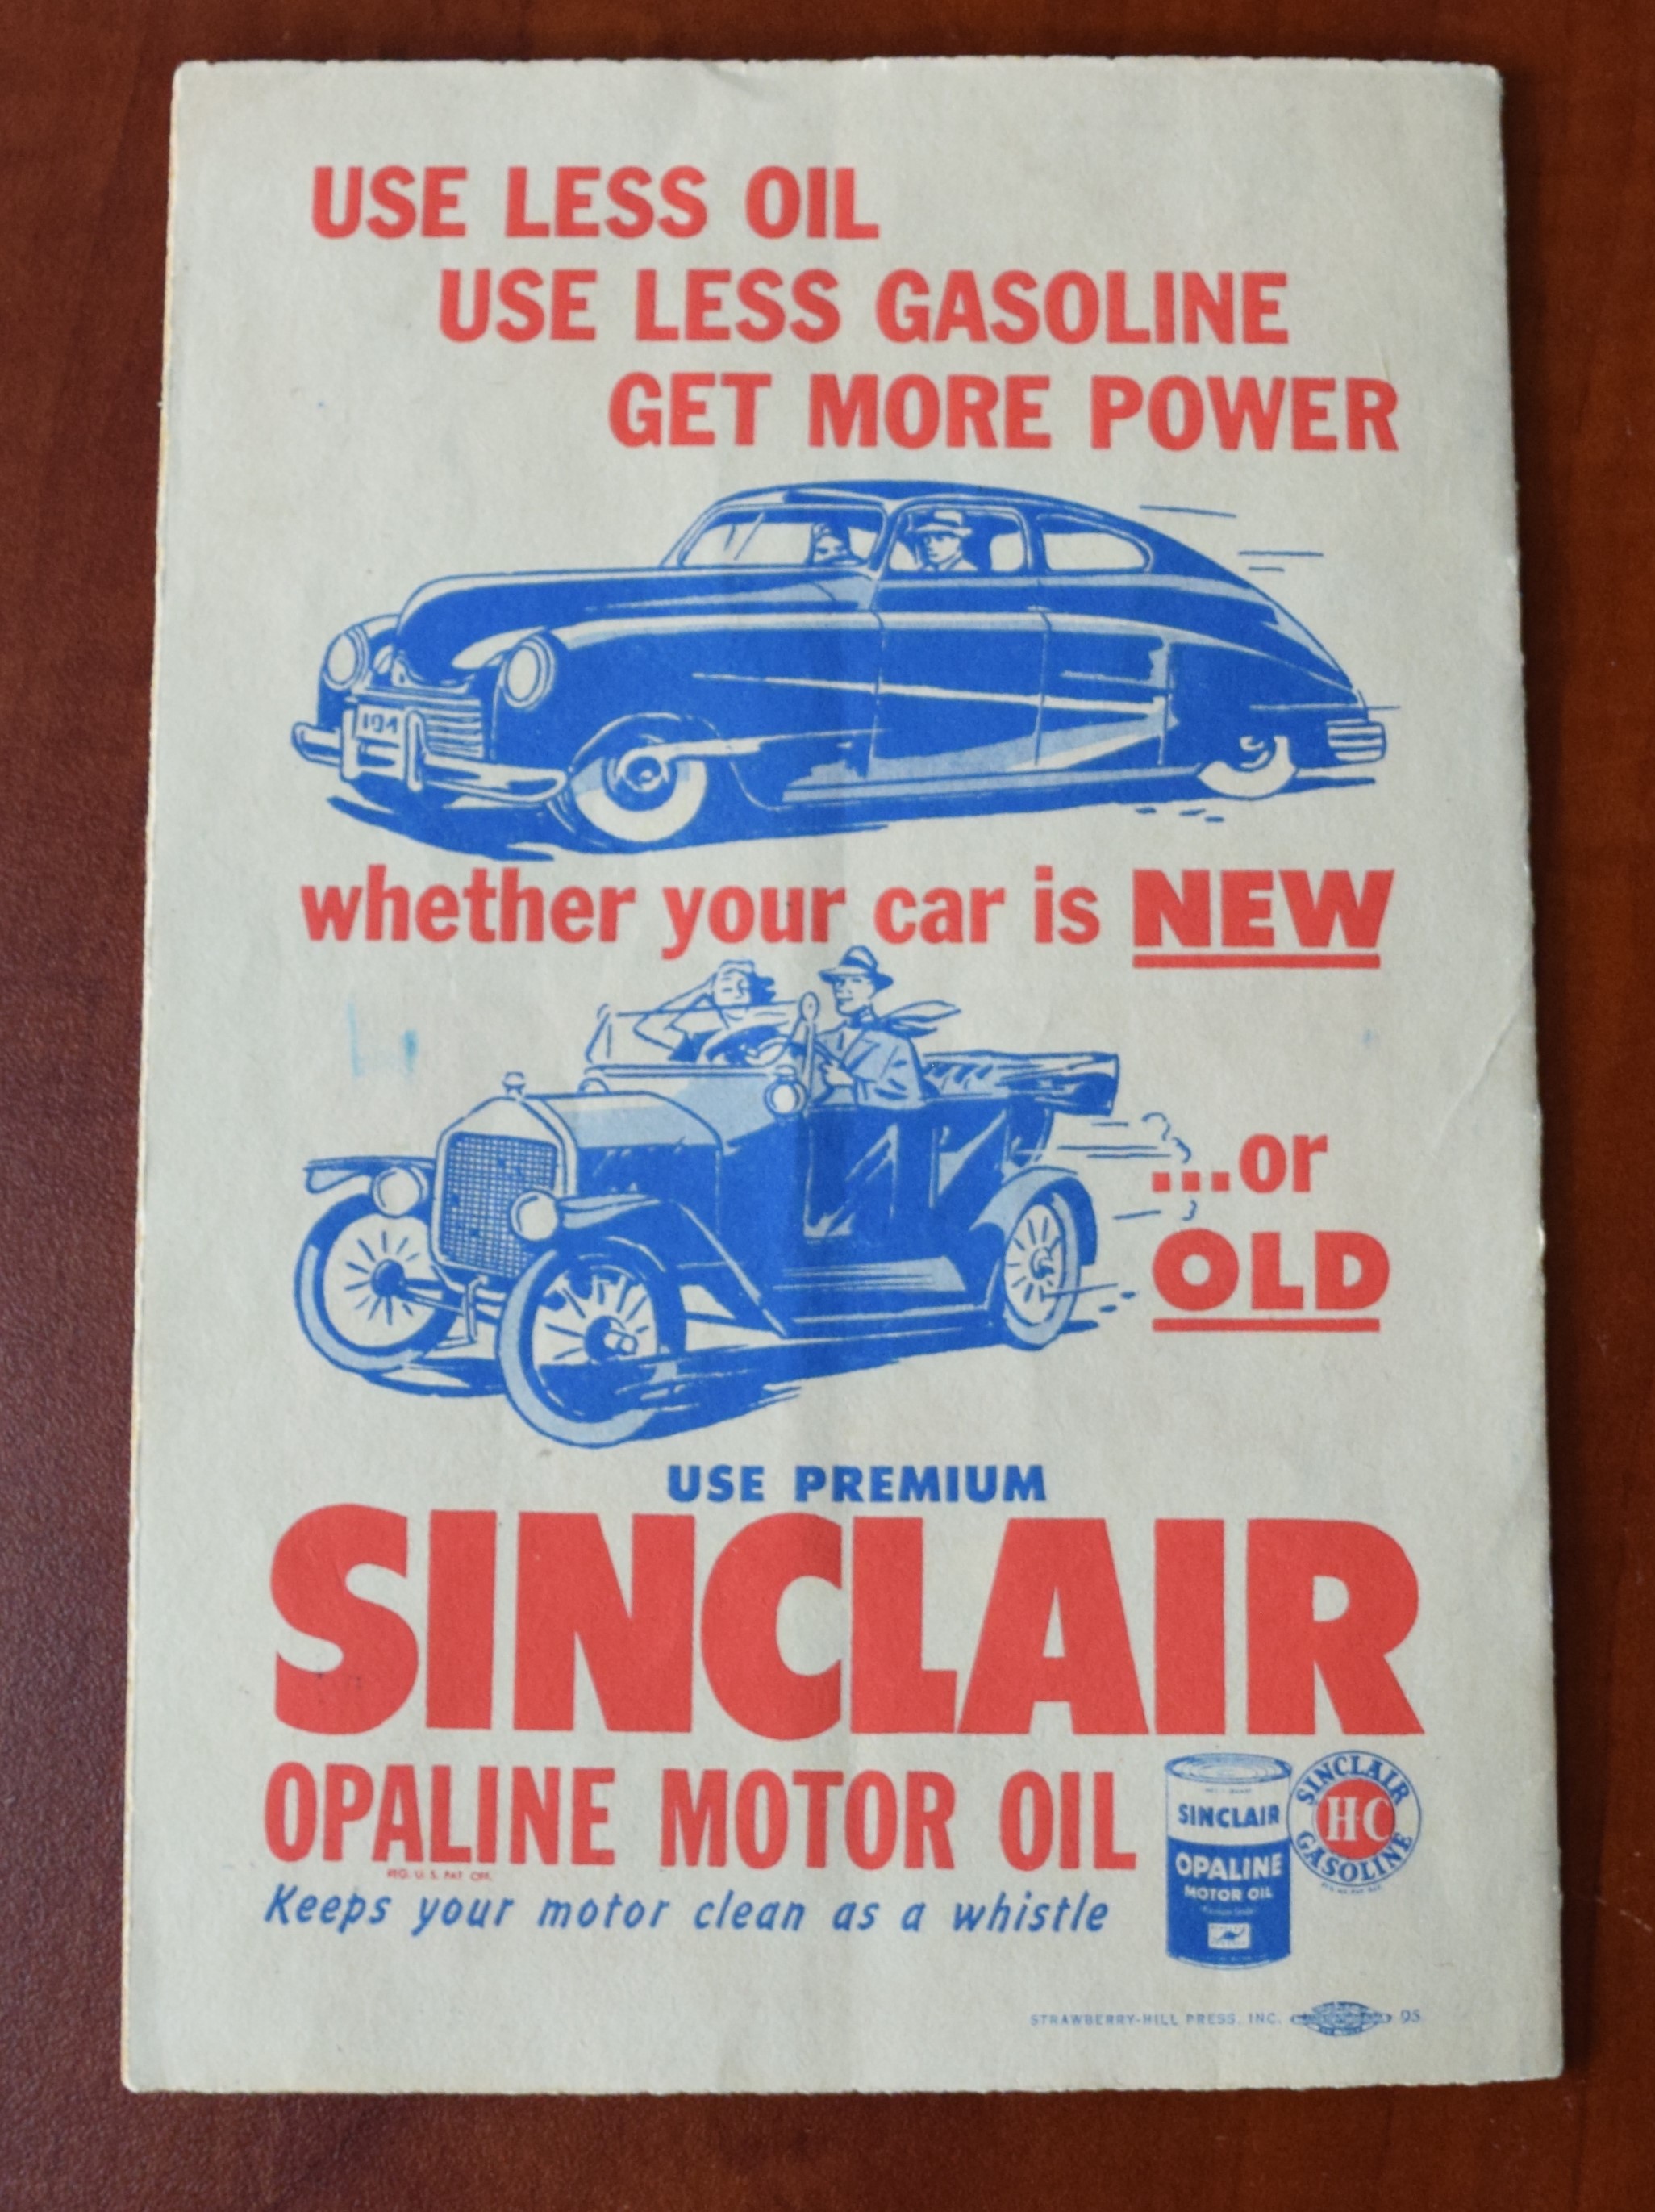 USE LESS OIL
USE LESS GASOLINE
GET MORE POWER
194
whether your car is NEW
...or
OLD
USE PREMIUM
SINCLAIR
OPALINE MOTOR OIL
REG. U. S. PAT. OFF.
Keeps your motor clean as a whistle
SINCLAIR
OPALINE
MOTOR OIL
SINCLAIR
H-C
GASOLINE
STRAWBERRY-HILL PRESS, INC.